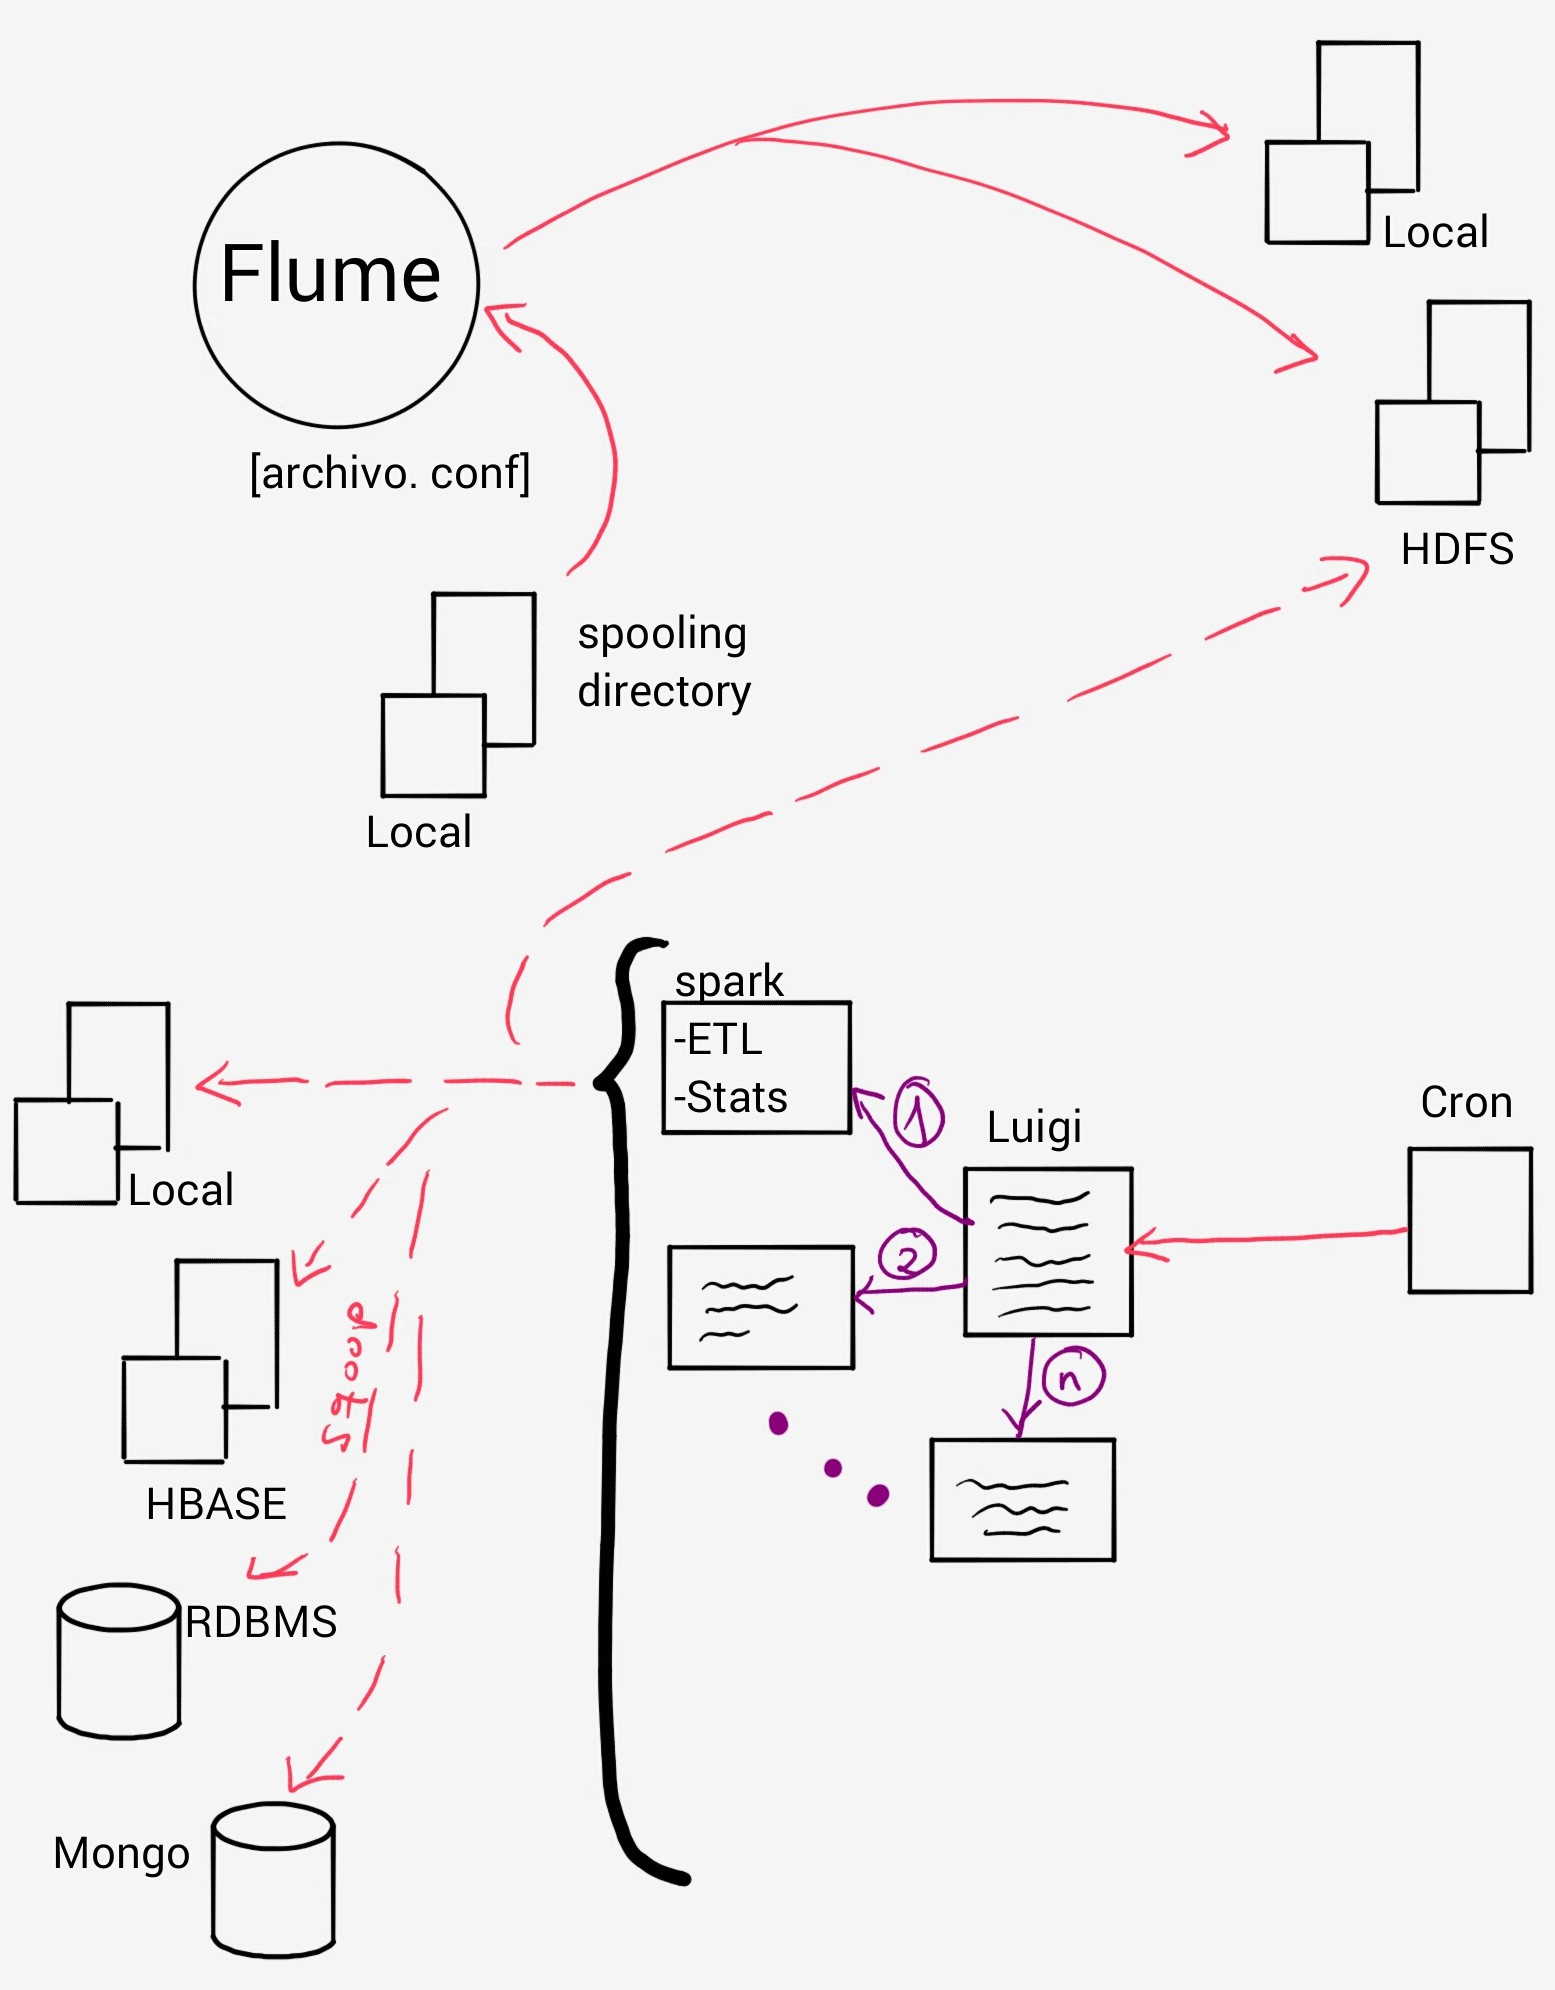 Local
Flume
[archivo. conf]
HDFS
spooling
directory
Local
spark
-ETL
-Stats
1
Luigi
Cron
Local
2
n
sqoop
HBASE
RDBMS
Mongo